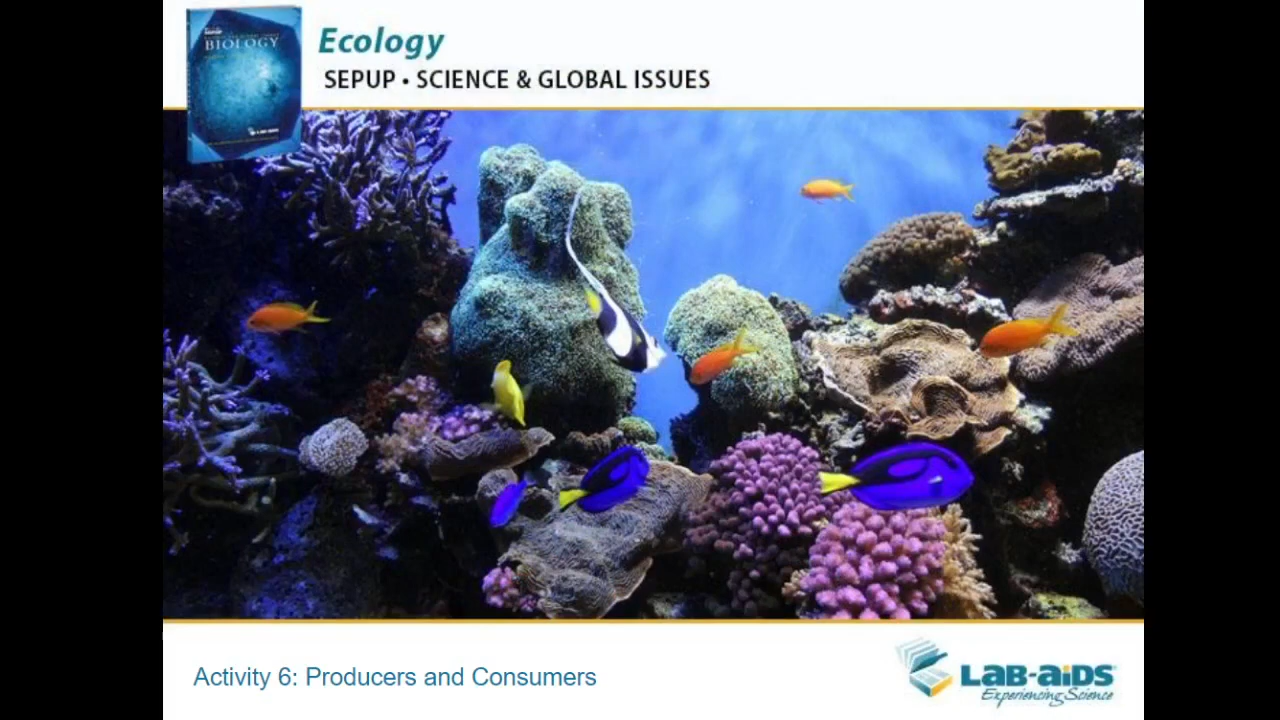 BIOLOGY
Ecology
SEPUP • SCIENCE & GLOBAL ISSUES
Activity 6: Producers and Consumers
LAB-AIDS
Experiencing Science